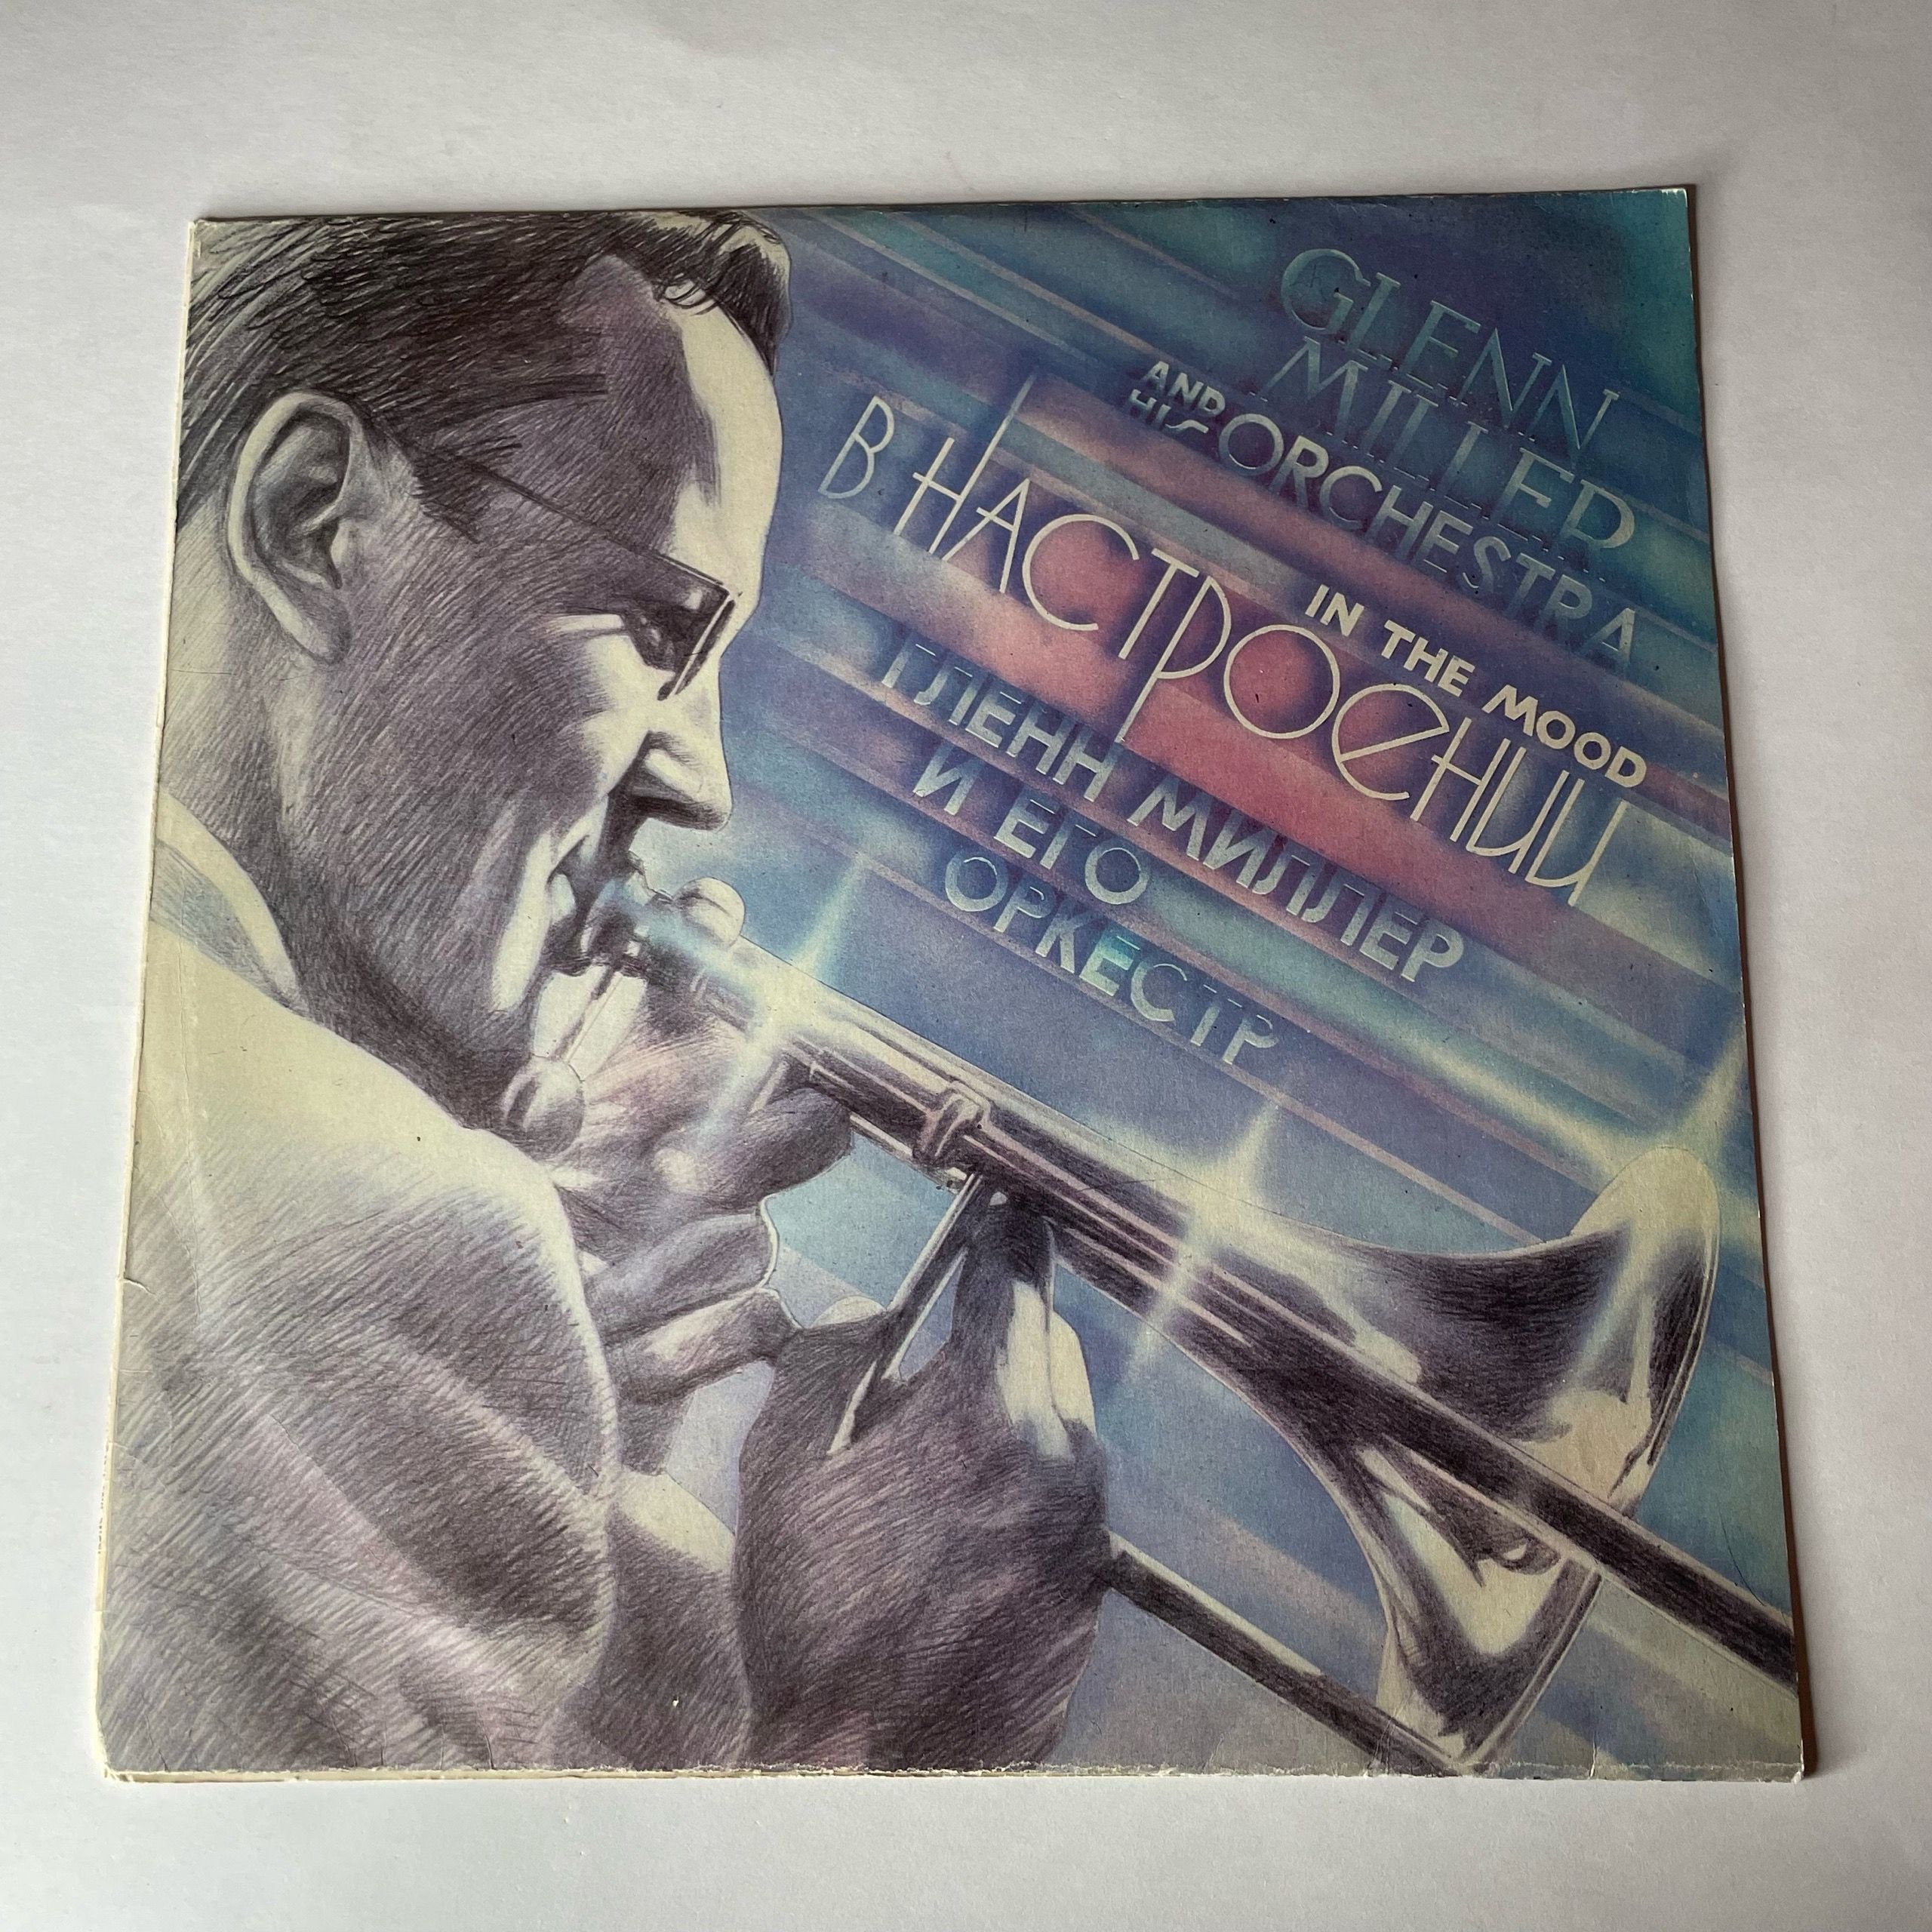 GLENN
MILLER
AND
HIS
ORCHESTRA
IN THE MOOD
В НАСТРОЕНИИ
ГЛЕНН МИЛЛЕР
И ЕГО
ОРКЕСТР